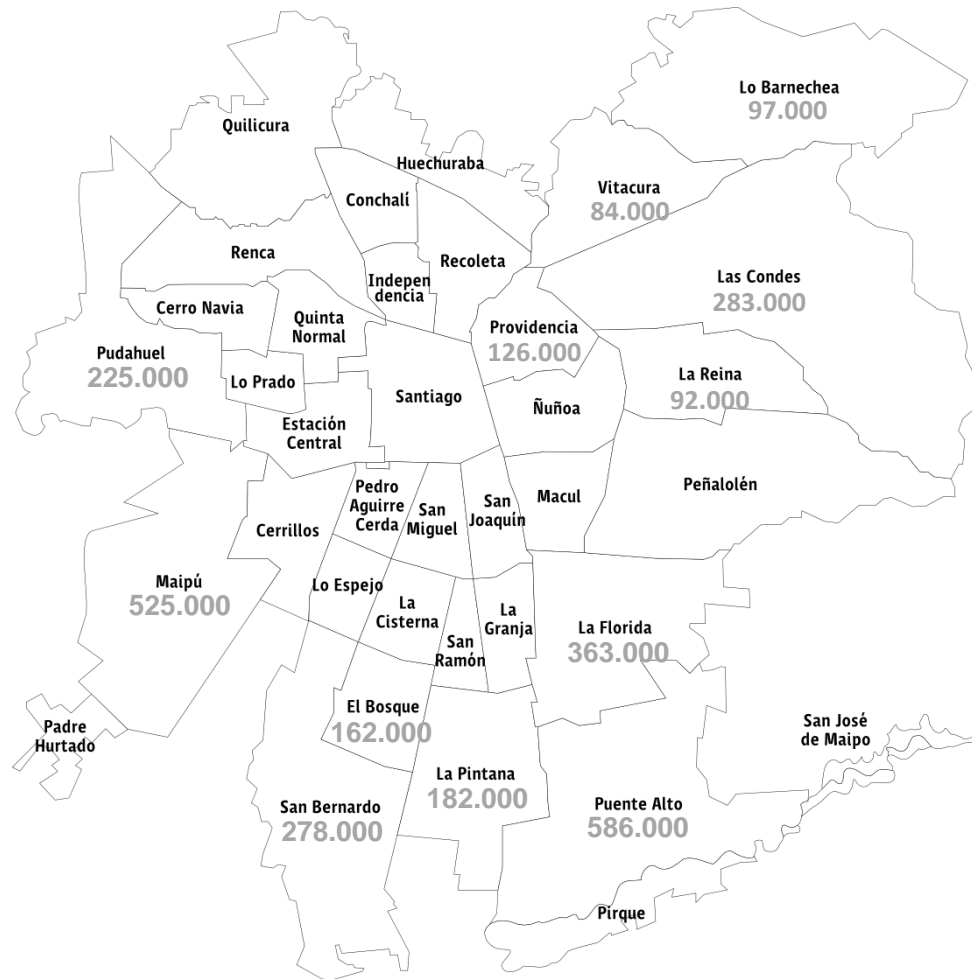 Lo Barnechea
97.000
Quilicura
Huechuraba
Vitacura
84.000
Conchalí
Renca
Recoleta
Indepen
dencia
Las Condes
283.000
Cerro Navia
Quinta
Normal
Providencia
126.000
Pudahuel
225.000
Lo Prado
La Reina
92.000
Santiago
Ñuñoa
Estación
Central
Pedro
Aguirre
Cerda
San
Miguel
San
Joaquín
Macul
Peñalolén
Cerrillos
Maipú
525.000
Lo Espejo
La
Cisterna
La
Granja
San
Ramón
La Florida
363.000
El Bosque
162.000
Padre
Hurtado
San José
de Maipo
La Pintana
182.000
San Bernardo
278.000
Puente Alto
586.000
Pirque